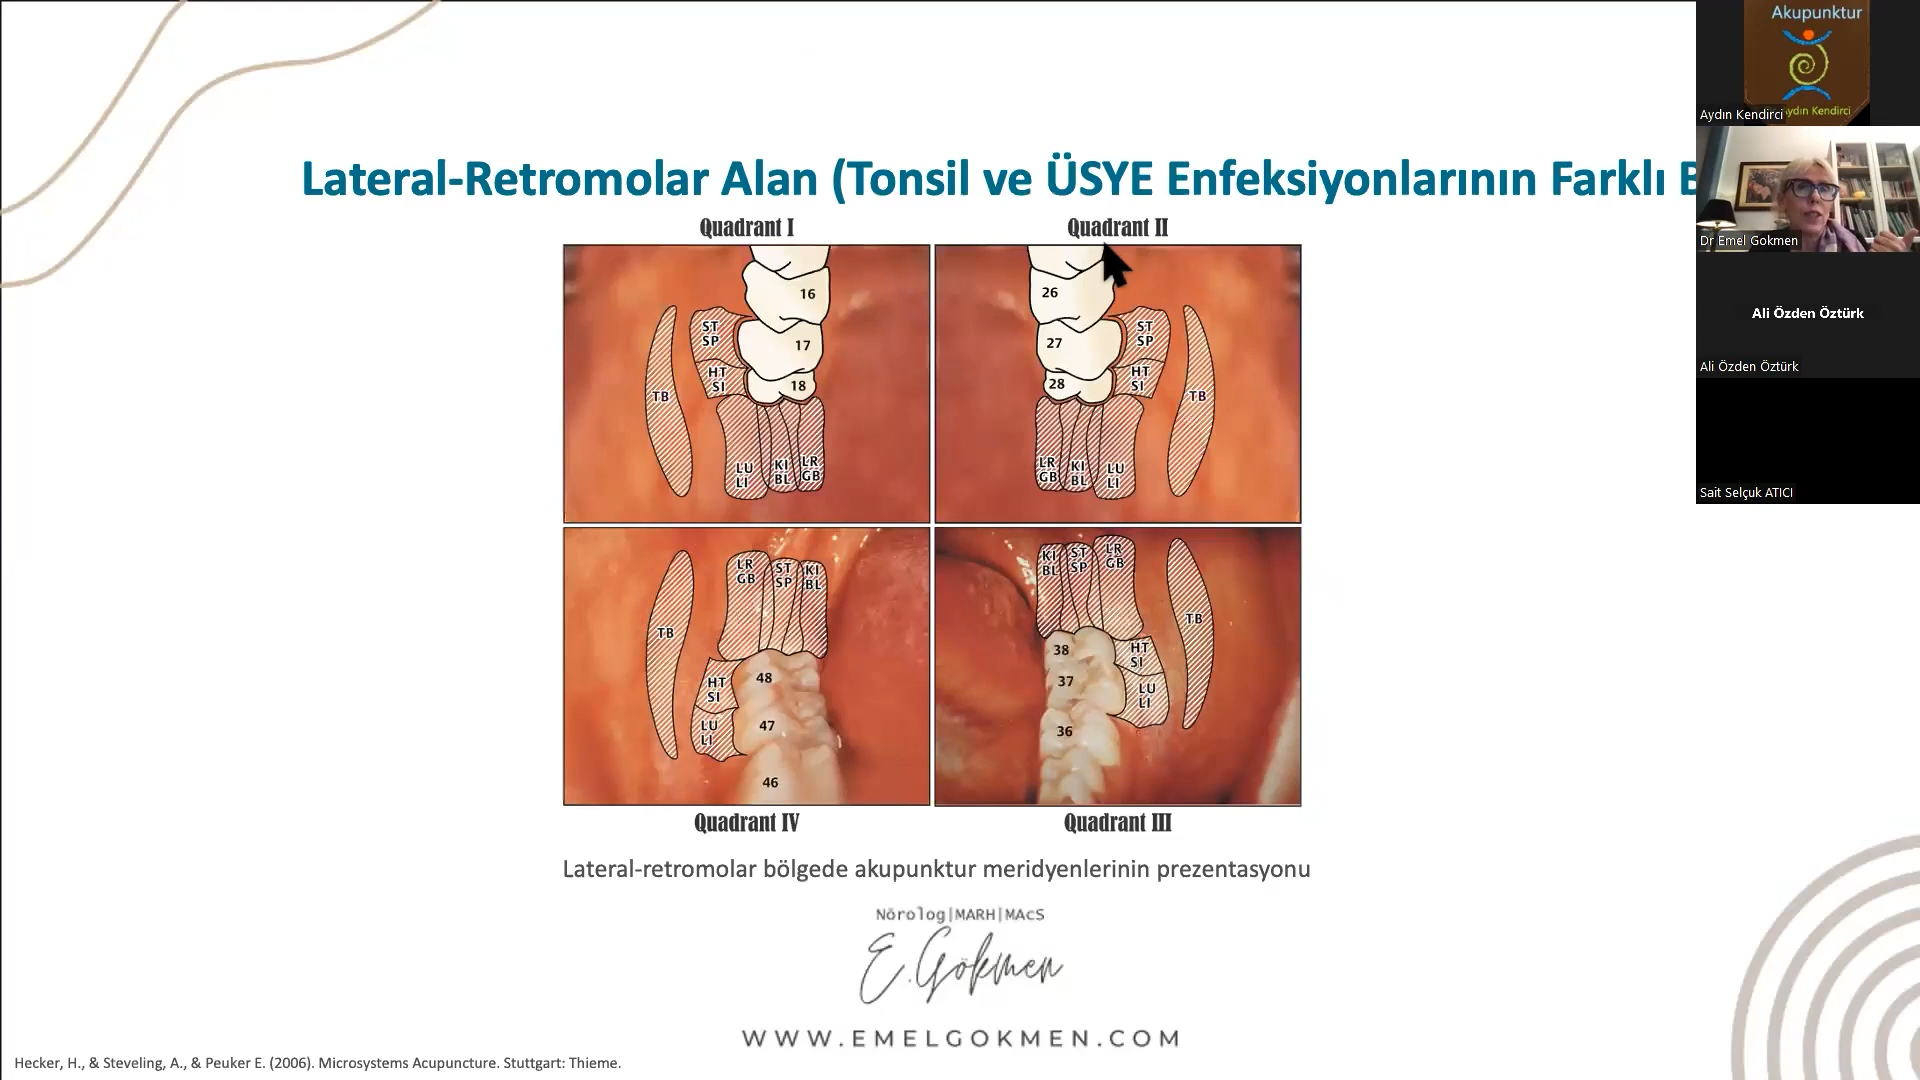 Lateral-Retromolar Alan (Tonsil ve ÜSYE Enfeksiyonlarının Farklı
Quadrant I
Quadrant II
16
17
18
ST
SP
HT
SI
TB
LU
LI
KI
BL
LR
GB
26
27
28
ST
SP
HT
SI
TB
LR
GB
KI
BL
LU
LI
LR
GB
ST
SP
KI
BL
TB
HT
SI
LU
LI
48
47
46
KI
BL
ST
SP
LR
GB
TB
38
37
36
HT
SI
LU
LI
Quadrant IV
Quadrant III
Lateral-retromolar bölgede akupunktur meridyenlerinin prezentasyonu
Nörolog|MARH|MAcS
E.Gökmen
WWW.EMELGOKMEN.COM
Hecker, H., & Steveling, A., & Peuker E. (2006). Microsystems Acupuncture. Stuttgart: Thieme.
Akupunktur
Aydın Kendirci
Aydın Kendirci
Dr Emel Gokmen
Ali Özden Öztürk
Ali Özden Öztürk
Sait Selçuk ATICI